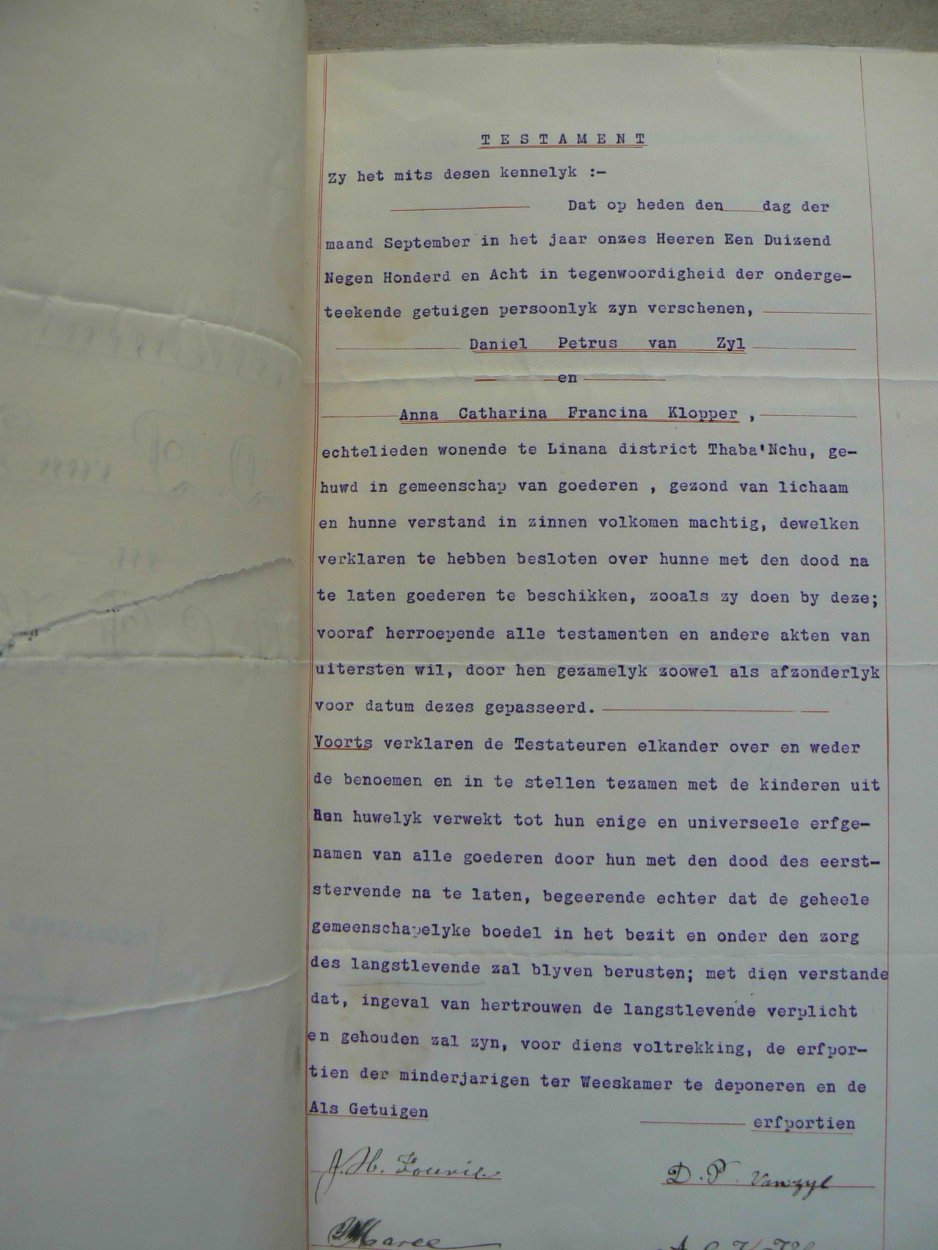 T E S T A M E N T
Zy het mits desen kennelyk :-
Dat op heden den dag der
maand September in het jaar onzes Heeren Een Duizend
Negen Honderd en Acht in tegenwoordigheid der onderge-
teekende getuigen persoonlyk zyn verschenen,
Daniel Petrus van Zyl
en
Anna Catharina Francina Klopper ,
echtelieden wonende te Linana district Thaba'Nchu, ge-
huwd in gemeenschap van goederen , gezond van lichaam
en hunne verstand in zinnen volkomen machtig, dewelken
verklaren te hebben besloten over hunne met den dood na
te laten goederen te beschikken, zooals zy doen by deze;
vooraf herroepende alle testamenten en andere akten van
uitersten wil, door hen gezamelyk zoowel als afzonderlyk
voor datum dezes gepasseerd.
Voorts verklaren de Testateuren elkander over en weder
de benoemen en in te stellen tezamen met de kinderen uit
huwelyk verwekt tot hun enige en universeele erfge-
namen van alle goederen door hun met den dood des eerst-
stervende na te laten, begeerende echter dat de geheele
gemeenschapelyke boedel in het bezit en onder den zorg
des langstlevende zal blyven berusten; met dien verstande
dat, ingeval van hertrouwen de langstlevende verplicht
en gehouden zal zyn, voor diens voltrekking, de erfpor-
tien der minderjarigen ter Weeskamer te deponeren en de
Als Getuigen
erfportien
J. H. Fourie
D. P. Vanzyl
Maree